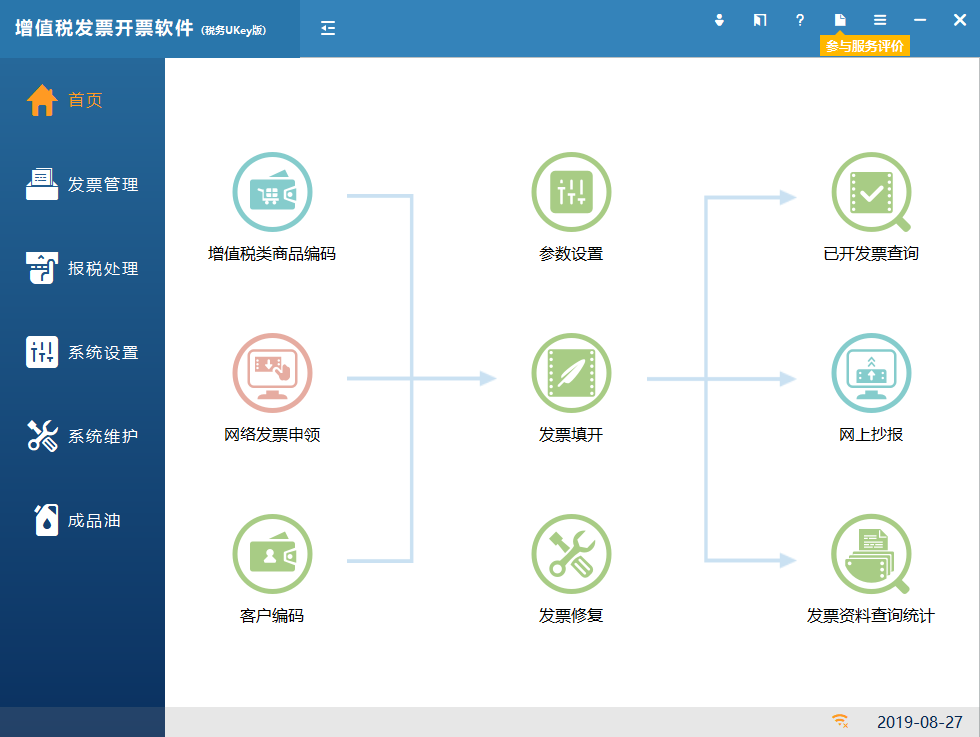 增值税发票开票软件 (税务UKey版)
?
参与服务评价
首页
发票管理
报税处理
系统设置
系统维护
成品油
增值税类商品编码
参数设置
已开发票查询
网络发票申领
发票填开
网上抄报
客户编码
发票修复
发票资料查询统计
2019-08-27